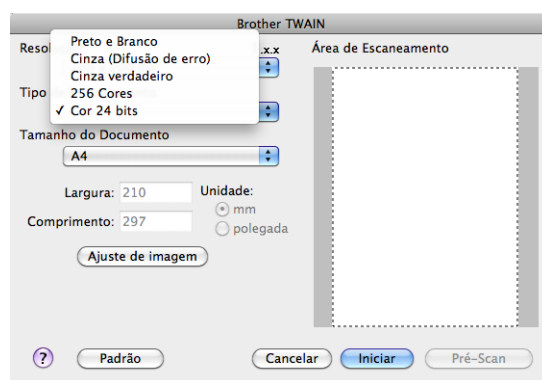 Brother TWAIN
Resol
.x.x
Área de Escaneamento
Preto e Branco
Cinza (Difusão de erro)
Cinza verdadeiro
Tipo
256 Cores
✓ Cor 24 bits
Tamanho do Documento
A4
Largura: 210
Unidade:
mm
Comprimento: 297
polegada
Ajuste de imagem
?
Padrão
Cancelar
Iniciar
Pré-Scan